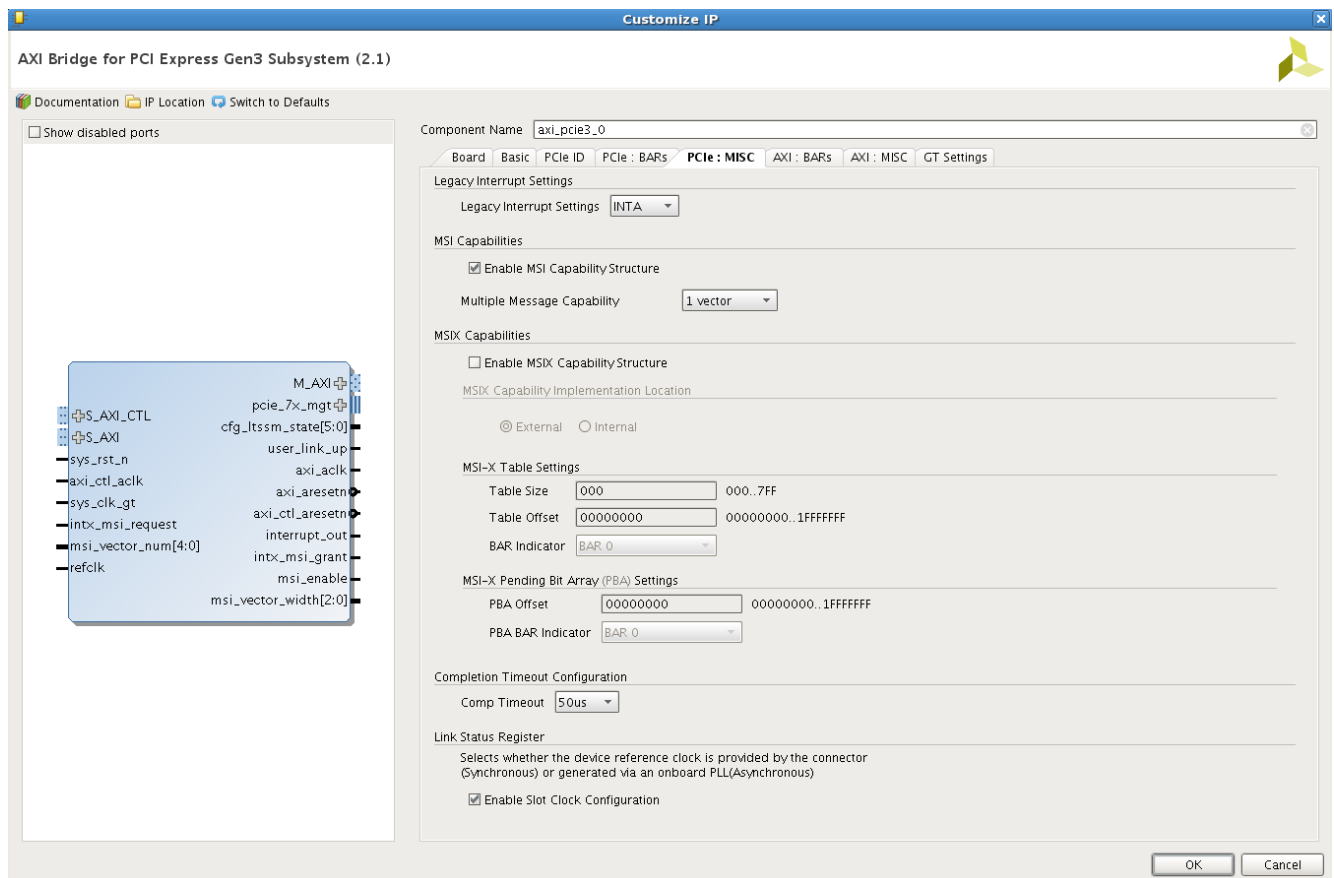 Customize IP
AXI Bridge for PCI Express Gen3 Subsystem (2.1)
Documentation IP Location Switch to Defaults
Show disabled ports
Component Name axi_pcie3_0
Board Basic PCIe ID PCIe : BARs PCIe : MISC AXI : BARs AXI : MISC GT Settings
Legacy Interrupt Settings
Legacy Interrupt Settings INTA
MSI Capabilities
Enable MSI Capability Structure
Multiple Message Capability 1 vector
MSIX Capabilities
Enable MSIX Capability Structure
MSIX Capability Implementation Location
External Internal
MSI-X Table Settings
Table Size 000 000..7FF
Table Offset 00000000 00000000..1FFFFFFF
BAR Indicator BAR 0
MSI-X Pending Bit Array (PBA) Settings
PBA Offset 00000000 00000000..1FFFFFFF
PBA BAR Indicator BAR 0
Completion Timeout Configuration
Comp Timeout 50us
Link Status Register
Selects whether the device reference clock is provided by the connector
(Synchronous) or generated via an onboard PLL(Asynchronous)
Enable Slot Clock Configuration
S_AXI_CTL
S_AXI
sys_rst_n
axi_ctl_aclk
sys_clk_gt
intx_msi_request
msi_vector_num[4:0]
refclk
M_AXI
pcie_7x_mgt
cfg_ltssm_state[5:0]
user_link_up
axi_aclk
axi_aresetn
axi_ctl_aresetn
interrupt_out
intx_msi_grant
msi_enable
msi_vector_width[2:0]
OK Cancel